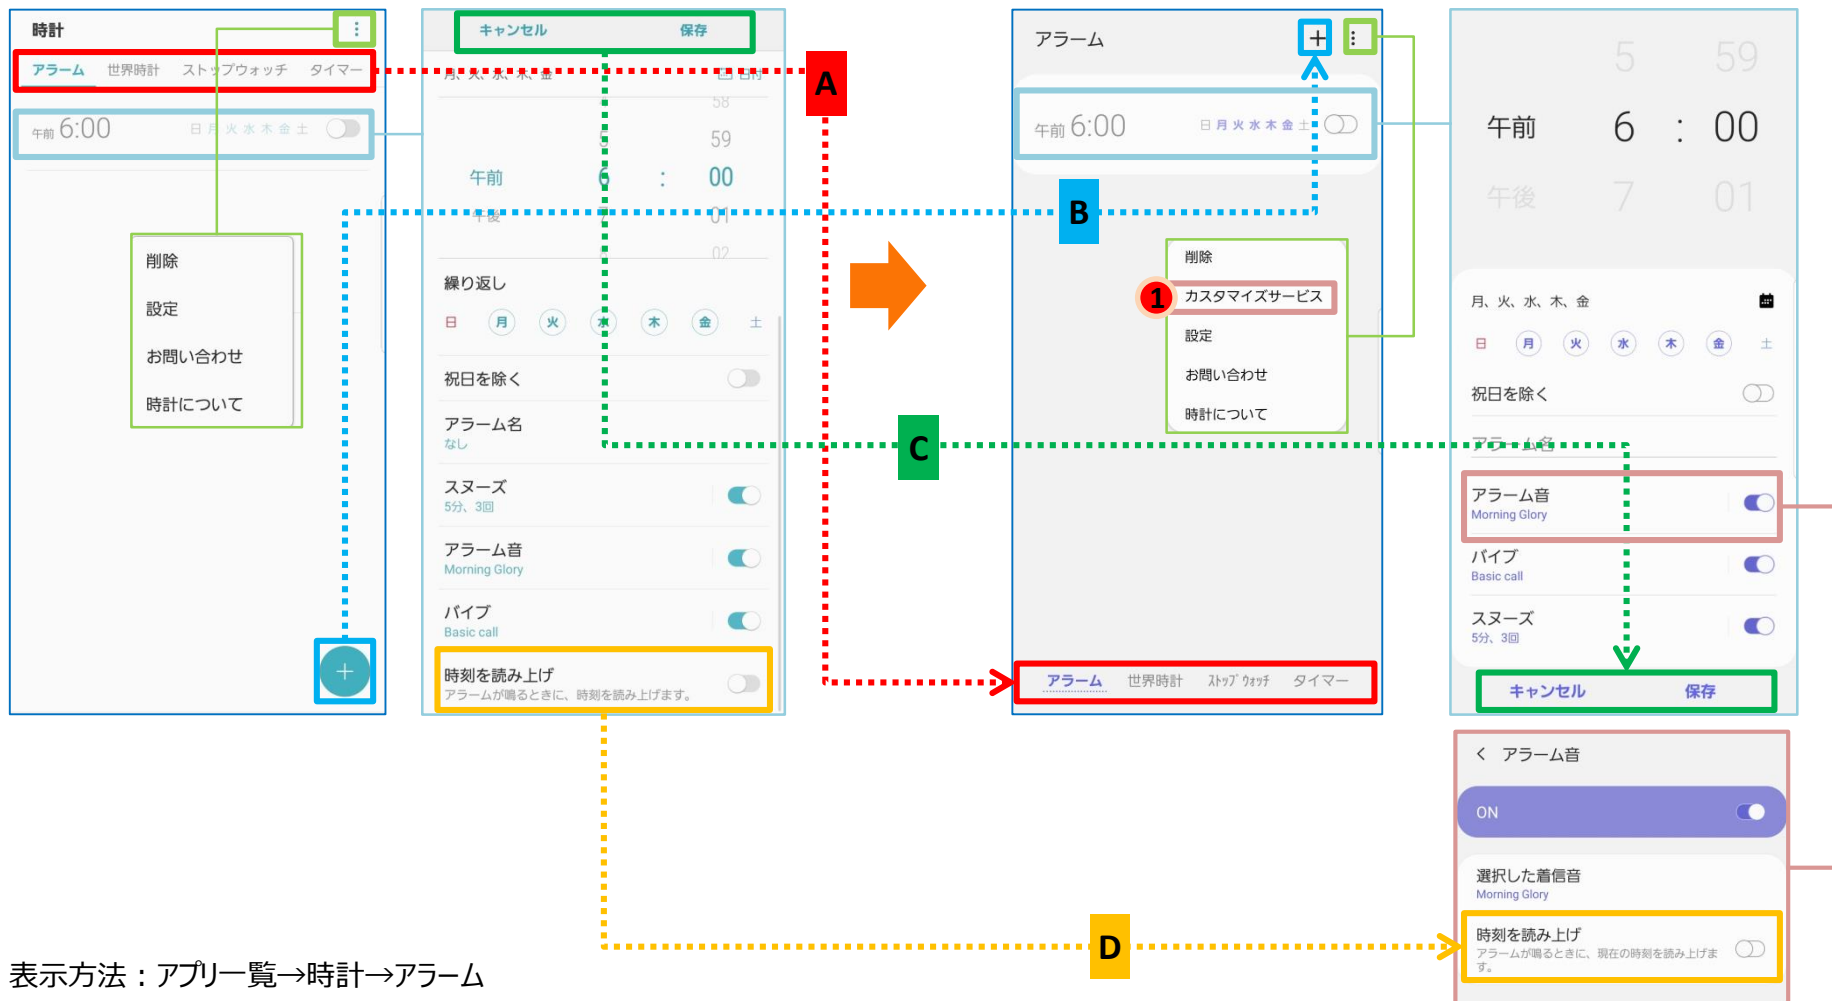 時計
アラーム 世界時計 ストップウォッチ タイマー
午前 6:00 日 月 火 水 木 金 土
削除
設定
お問い合わせ
時計について
キャンセル 保存
月、火、水、木、金 日付
58
5 59
午前 6 : 00
午後 7 01
02
繰り返し
日 月 火 水 木 金 土
祝日を除く
アラーム名
なし
スヌーズ
5分、3回
アラーム音
Morning Glory
バイブ
Basic call
時刻を読み上げ
アラームが鳴るときに、時刻を読み上げます。
A
B
C
D
アラーム
午前 6:00 日 月 火 水 木 金 土
削除
1 カスタマイズサービス
設定
お問い合わせ
時計について
アラーム 世界時計 ｽﾄｯﾌﾟｳｫｯﾁ タイマー
5 59
午前 6 : 00
午後 7 01
月、火、水、木、金
日 月 火 水 木 金 土
祝日を除く
アラーム名
アラーム音
Morning Glory
バイブ
Basic call
スヌーズ
5分、3回
キャンセル 保存
アラーム音
ON
選択した着信音
Morning Glory
時刻を読み上げ
アラームが鳴るときに、現在の時刻を読み上げま
す。
表示方法：アプリ一覧→時計→アラーム